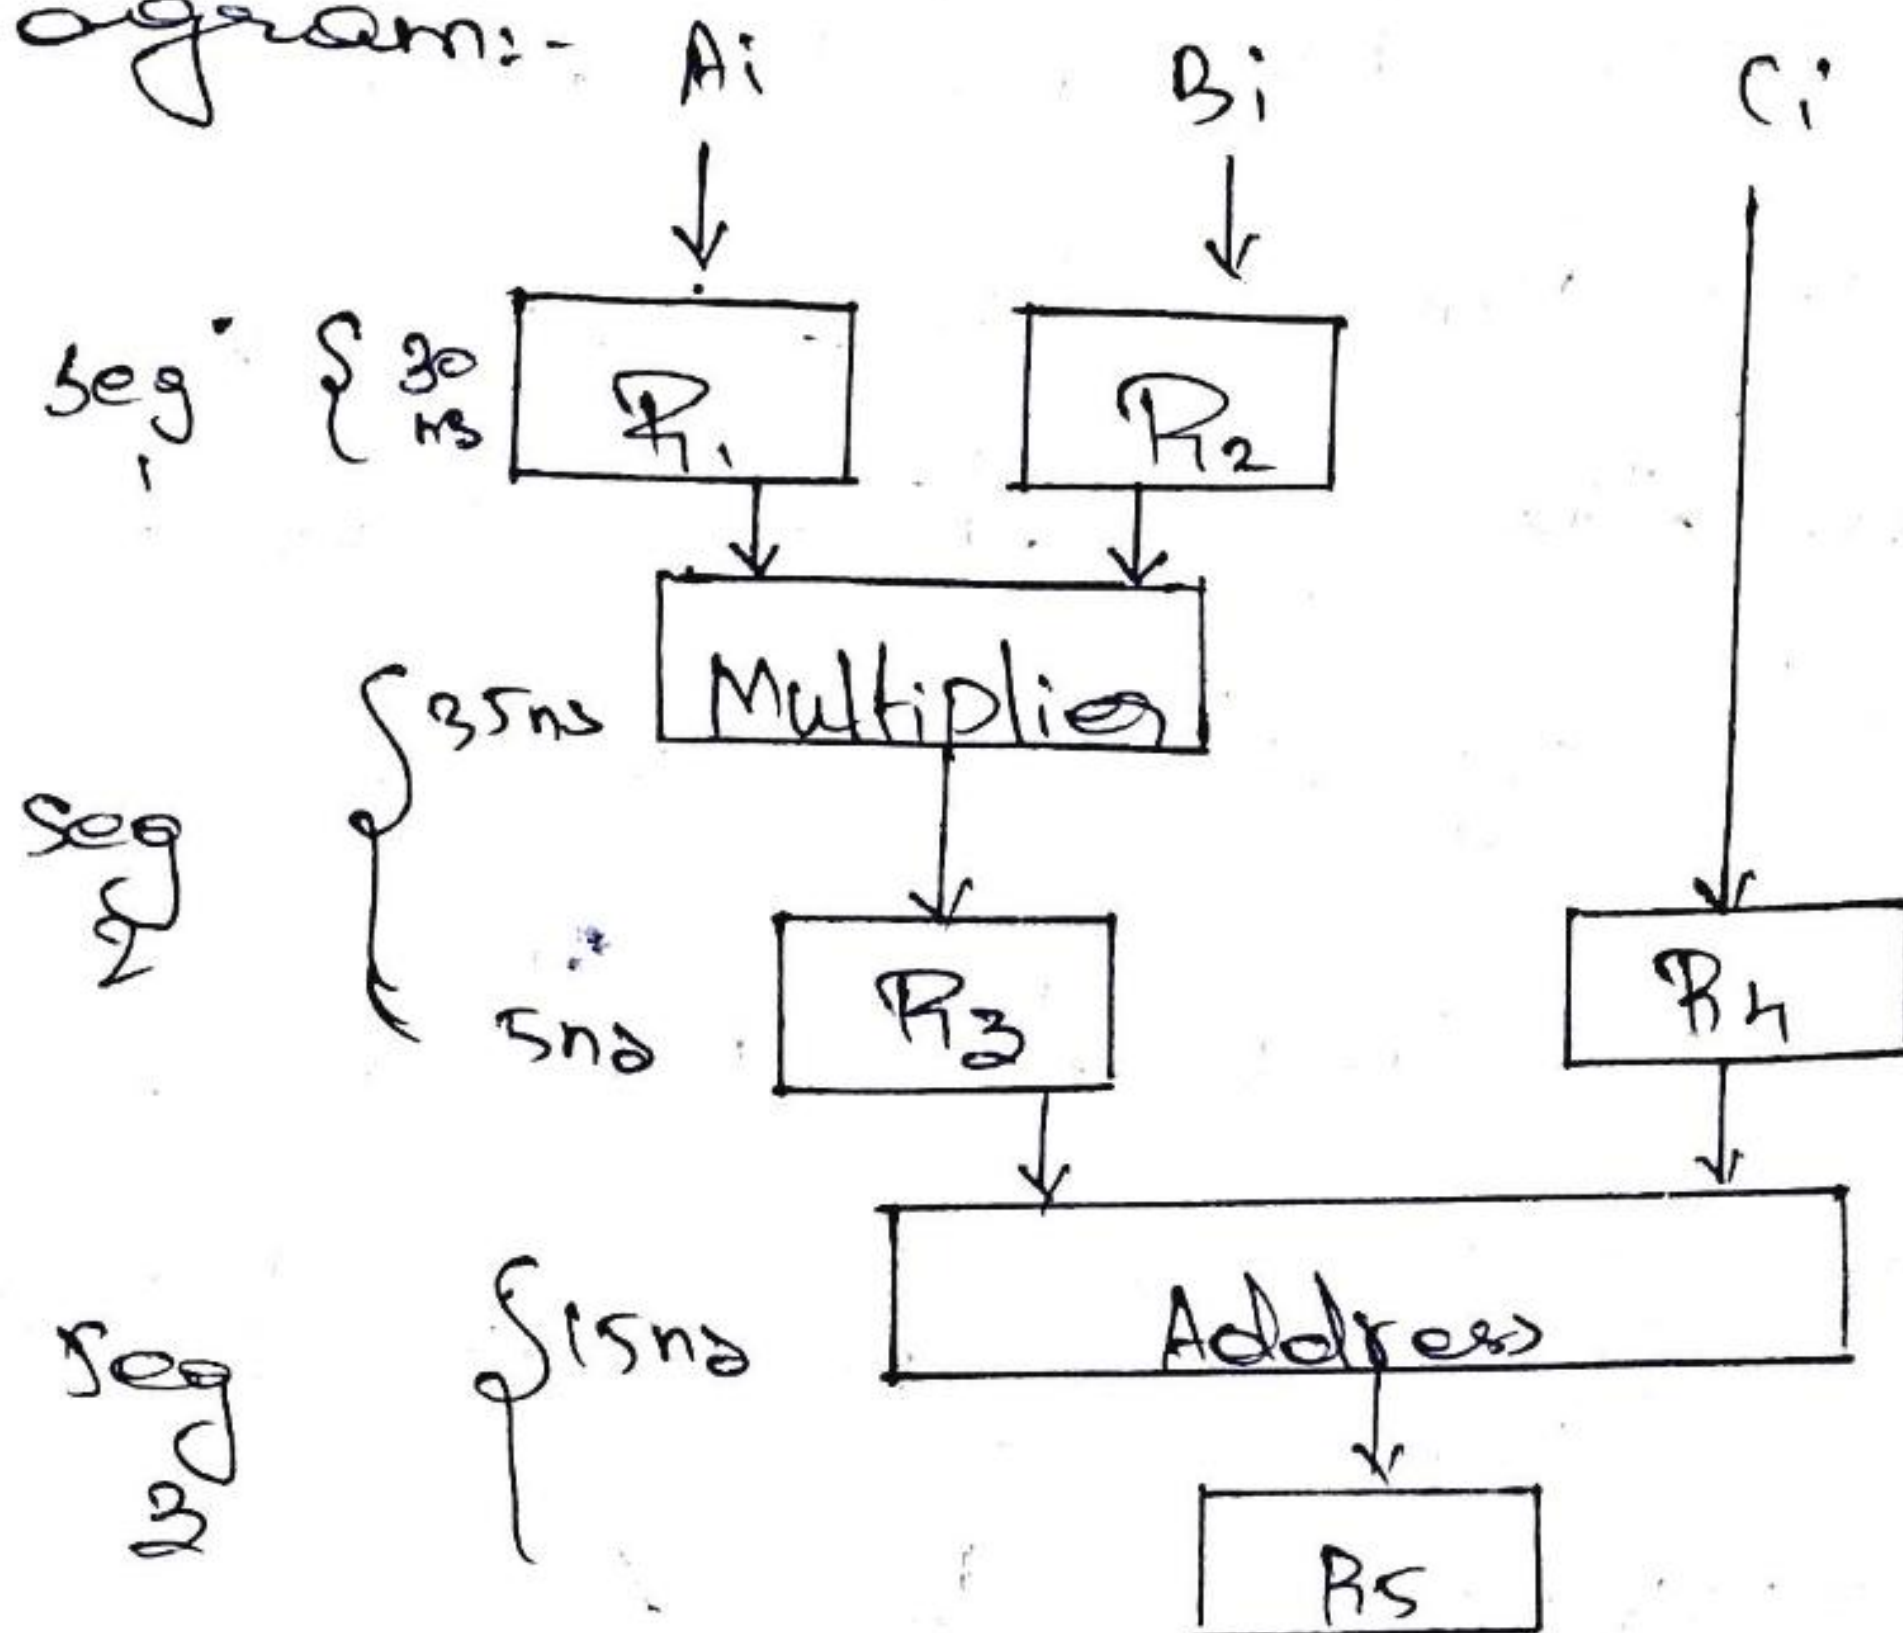 ogram:-
Ai Bi Ci
Seg 1 30 ns R1 R2
35ns Multiplier
Seg 2
5ns R3 R4
Seg 3 15ns Address
R5